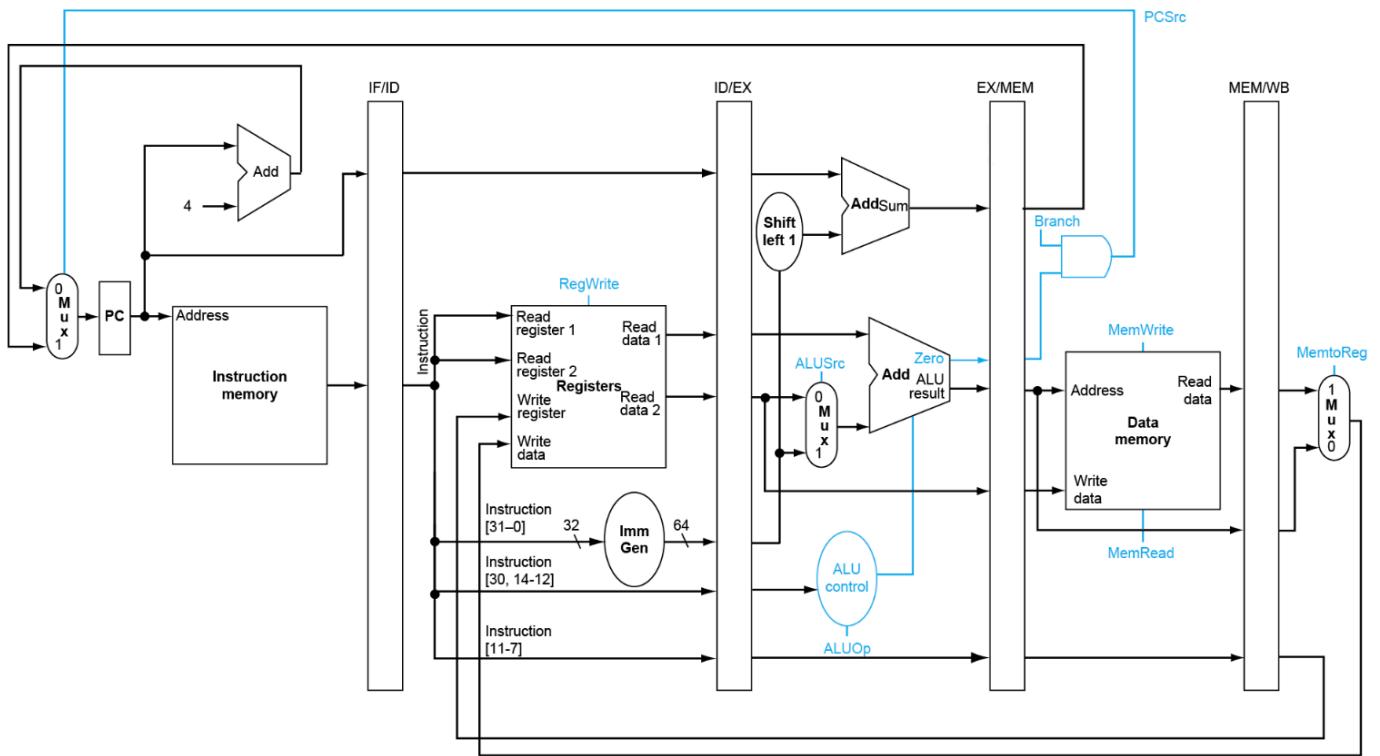 PCSrc
IF/ID
ID/EX
EX/MEM
MEM/WB
Add
4
Shift
left 1
AddSum
Branch
0
Mux
1
PC
Address
Instruction
memory
Instruction
RegWrite
Read
register 1
Read
register 2
Write
register
Write
data
Registers
Read
data 1
Read
data 2
ALUSrc
0
Mux
1
Zero
Add
ALU
result
MemWrite
Address
Read
data
Data
memory
Write
data
MemRead
MemtoReg
1
Mux
0
Instruction
[31–0]
32
Imm
Gen
64
Instruction
[30, 14-12]
ALU
control
Instruction
[11-7]
ALUOp